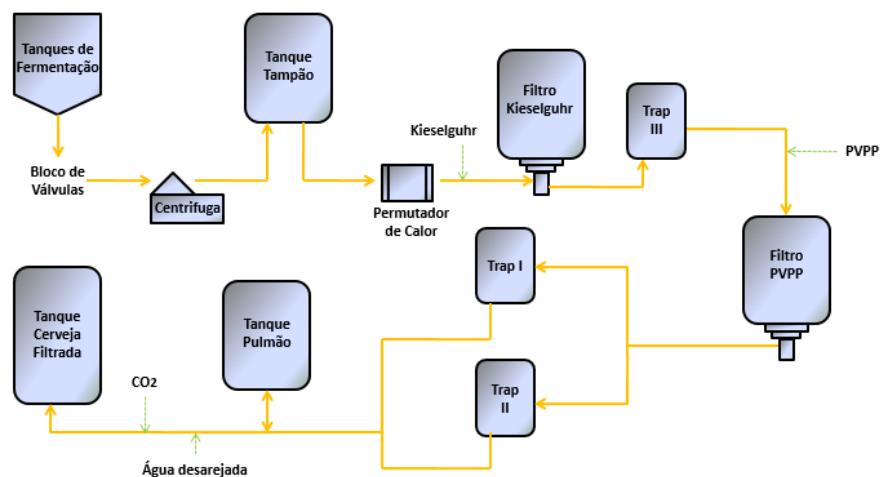 Tanques de
Fermentação
Bloco de
Válvulas
Centrifuga
Tanque
Tampão
Permutador
de Calor
Kieselguhr
Filtro
Kieselguhr
Trap
III
PVPP
Filtro
PVPP
Trap I
Trap
II
Tanque
Pulmão
Água desarejada
CO2
Tanque
Cerveja
Filtrada